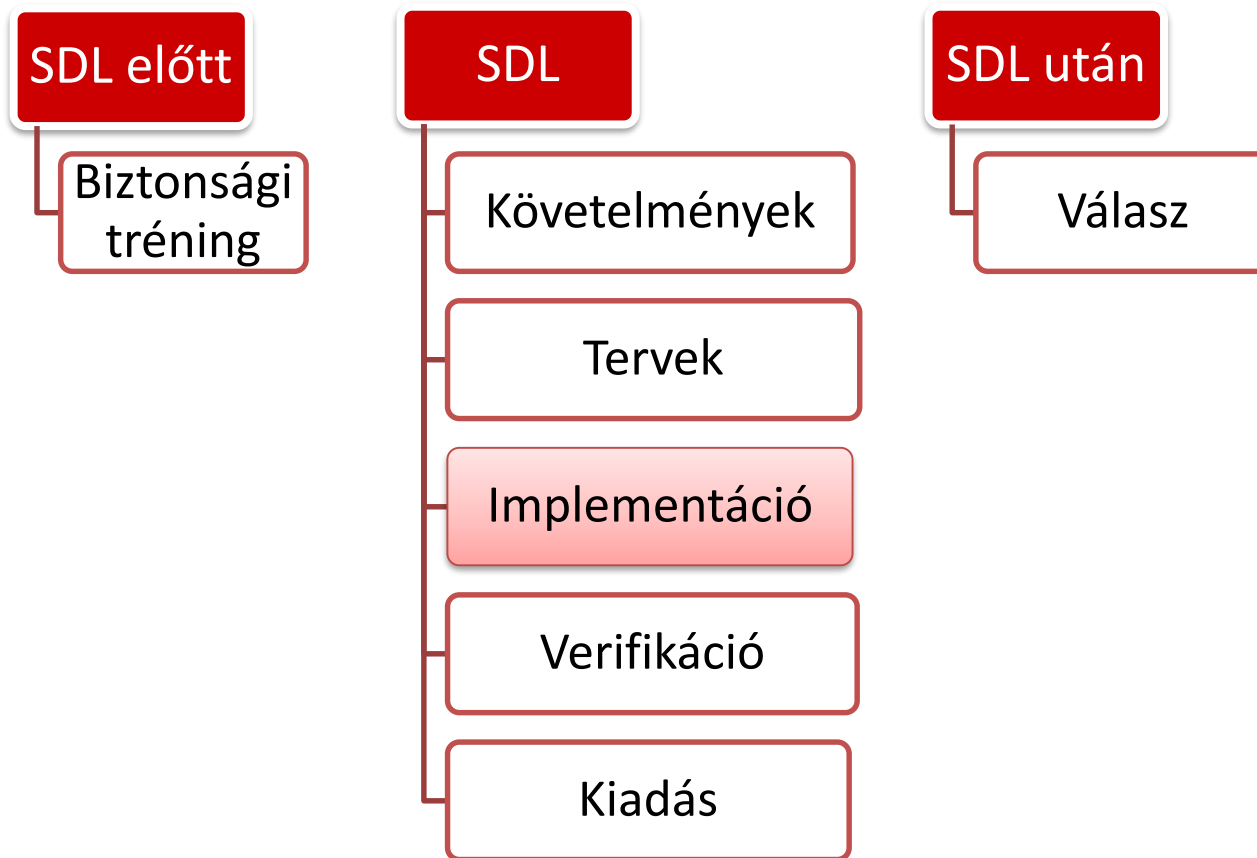 SDL előtt
Biztonsági
tréning
SDL
Követelmények
Tervek
Implementáció
Verifikáció
Kiadás
SDL után
Válasz